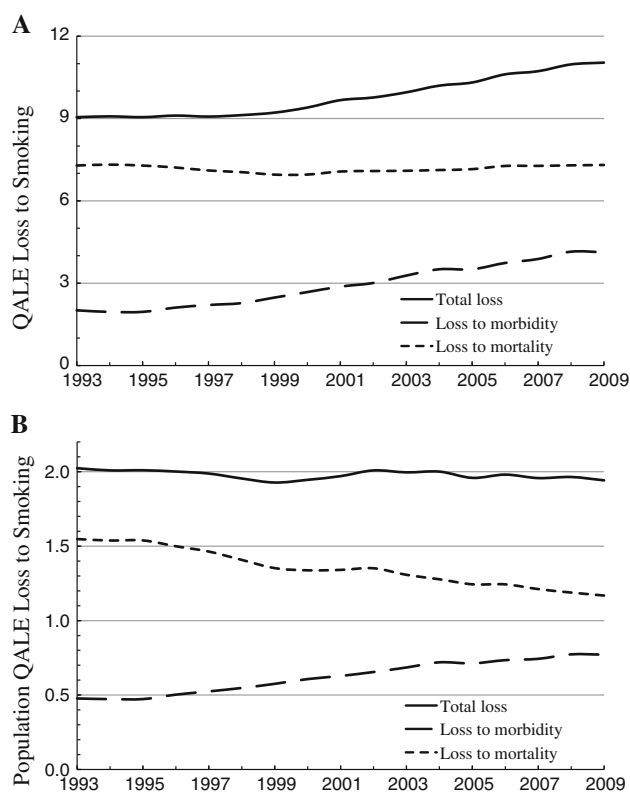 A
12
9
6
3
0
QALE Loss to Smoking
Total loss
Loss to morbidity
Loss to mortality
1993 1995 1997 1999 2001 2003 2005 2007 2009
B
2.0
1.5
1.0
0.5
0.0
Population QALE Loss to Smoking
Total loss
Loss to morbidity
Loss to mortality
1993 1995 1997 1999 2001 2003 2005 2007 2009